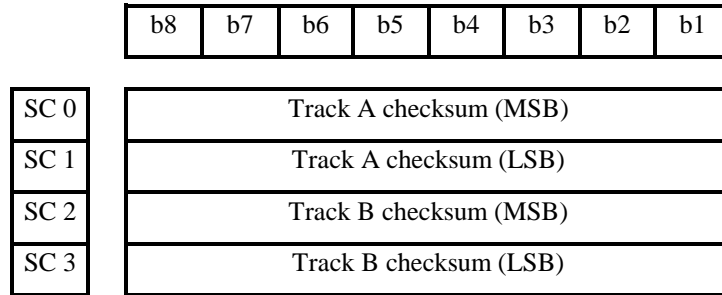 b8 b7 b6 b5 b4 b3 b2 b1
SC 0 Track A checksum (MSB)
SC 1 Track A checksum (LSB)
SC 2 Track B checksum (MSB)
SC 3 Track B checksum (LSB)